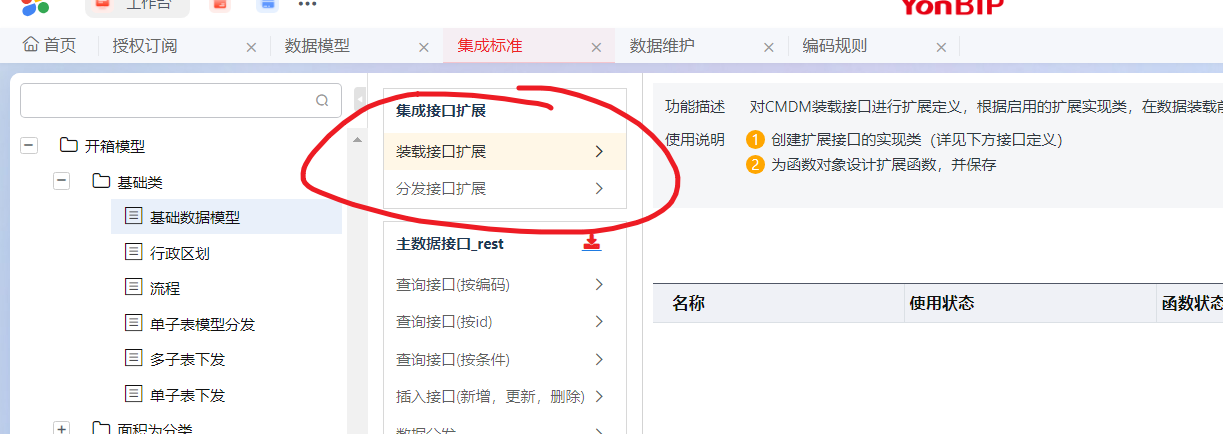 工作台
YonBIP
首页
授权订阅
数据模型
集成标准
数据维护
编码规则
开箱模型
基础类
基础数据模型
行政区划
流程
单子表模型分发
多子表下发
单子表下发
面积为分类
集成接口扩展
装载接口扩展
分发接口扩展
主数据接口_rest
查询接口(按编码)
查询接口(按id)
查询接口(按条件)
插入接口(新增，更新，删除)
数据分发
功能描述 对CMDM装载接口进行扩展定义，根据启用的扩展实现类，在数据装载前
使用说明 1 创建扩展接口的实现类（详见下方接口定义）
2 为函数对象设计扩展函数，并保存
名称 使用状态 函数状态